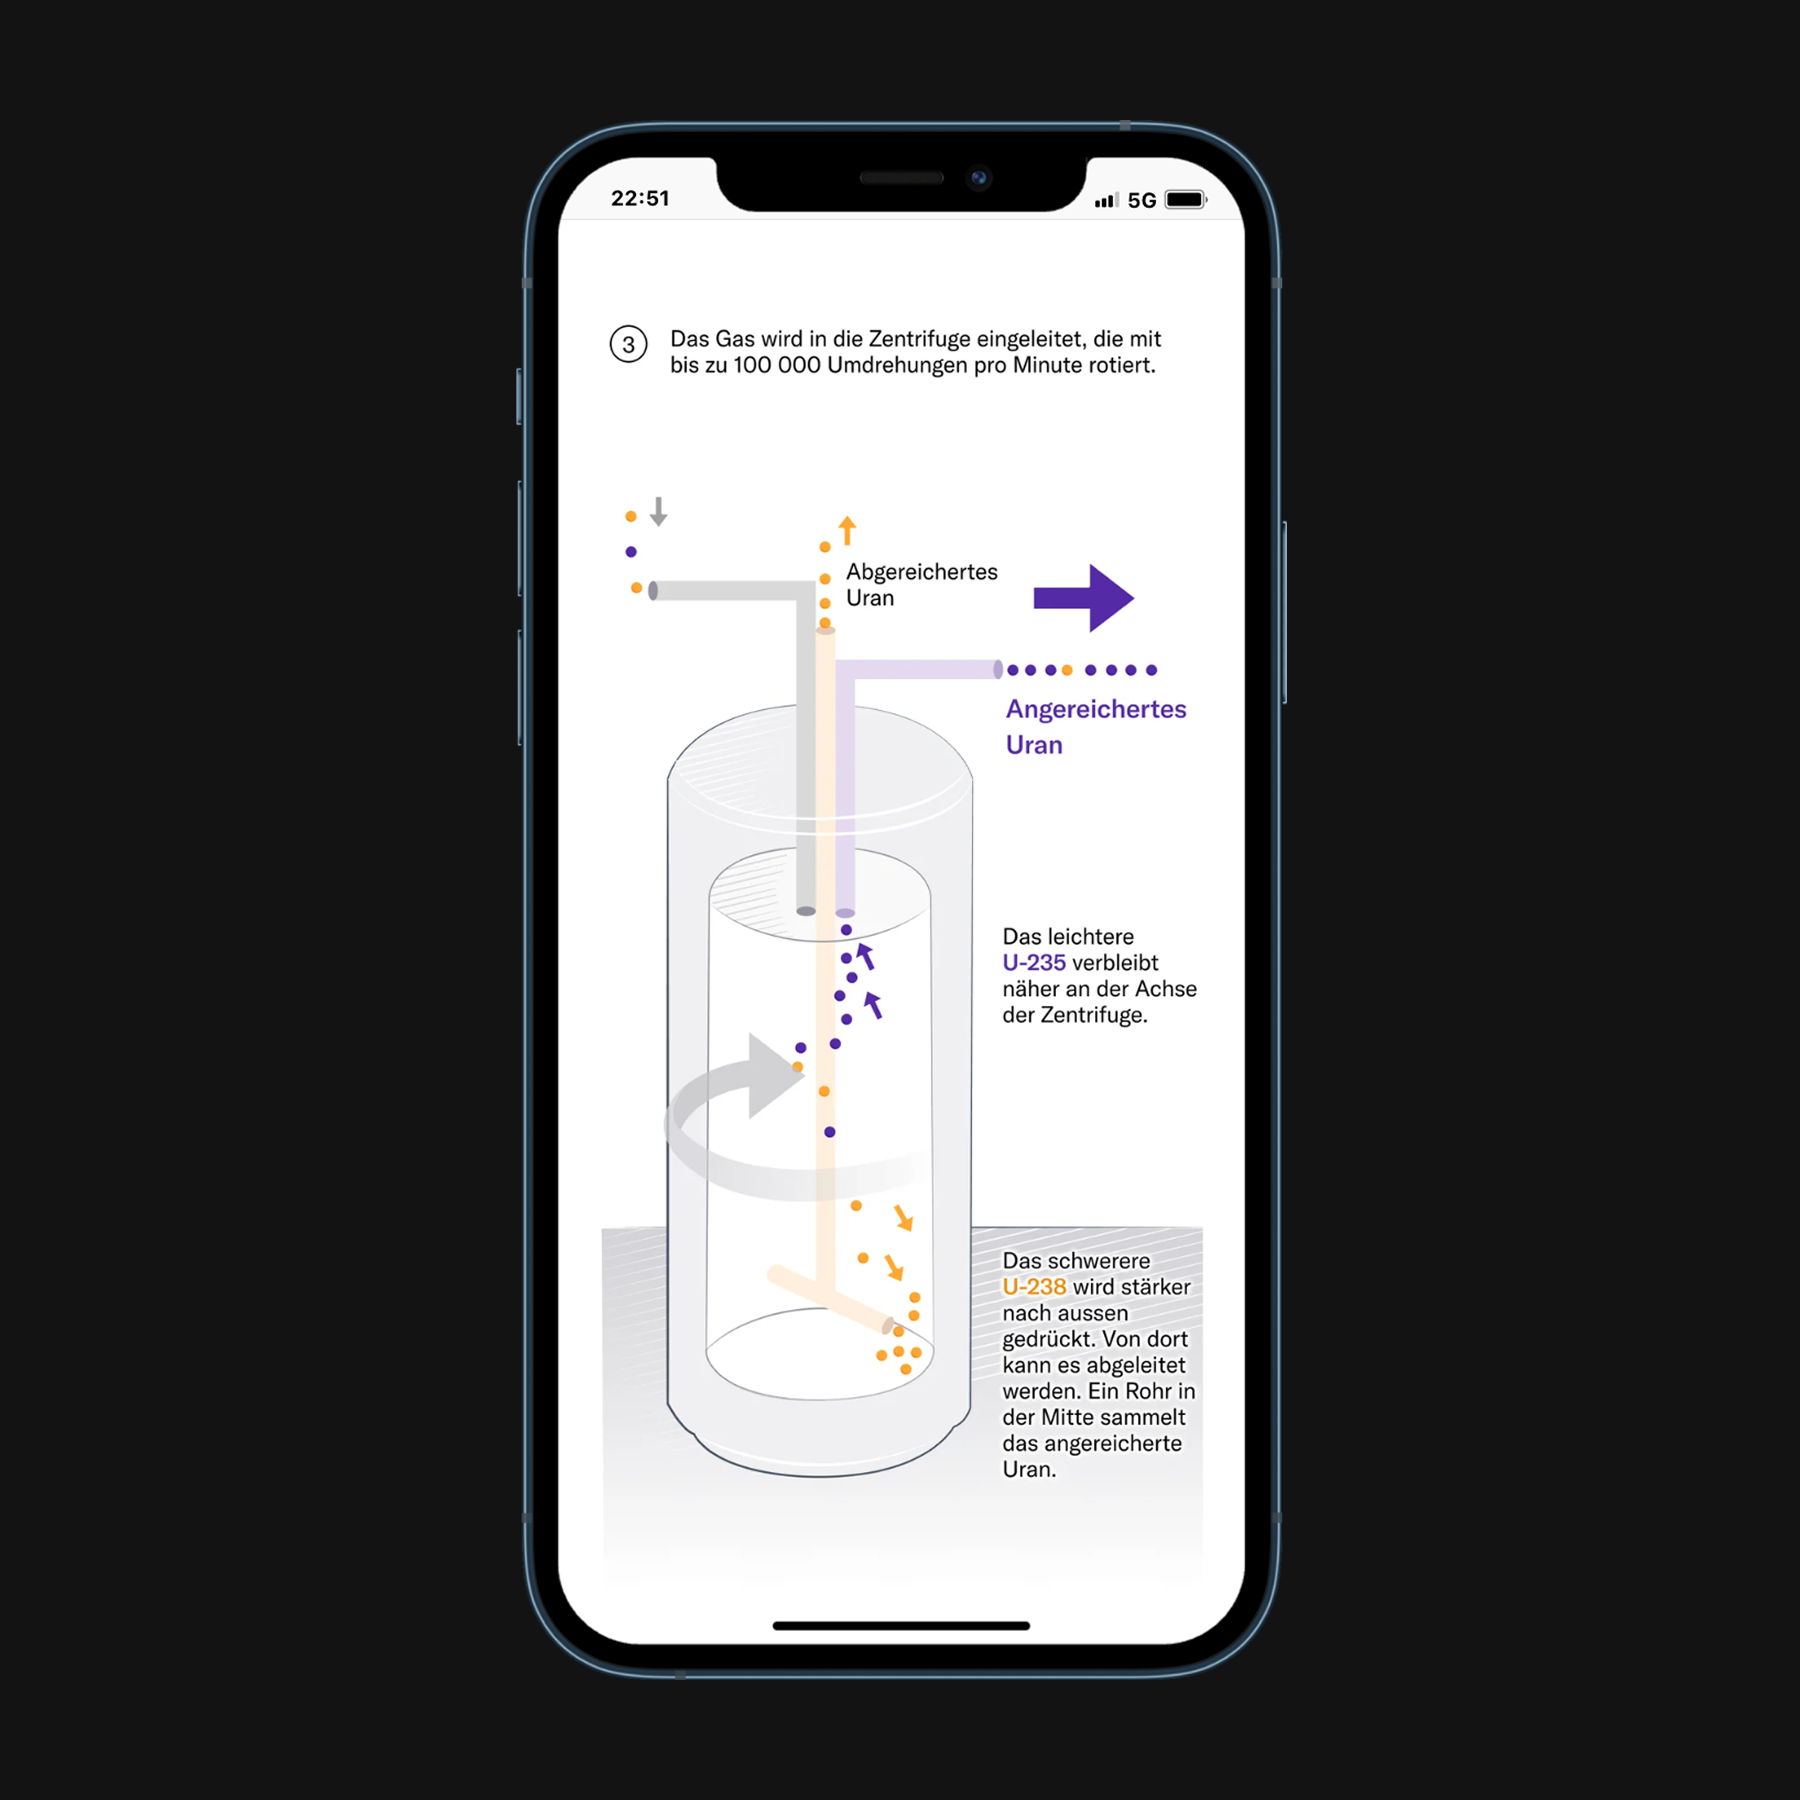 22:51
5G
3
Das Gas wird in die Zentrifuge eingeleitet, die mit
bis zu 100 000 Umdrehungen pro Minute rotiert.
Abgereichertes
Uran
Angereichertes
Uran
Das leichtere
U-235 verbleibt
näher an der Achse
der Zentrifuge.
Das schwerere
U-238 wird stärker
nach aussen
gedrückt. Von dort
kann es abgeleitet
werden. Ein Rohr in
der Mitte sammelt
das angereicherte
Uran.